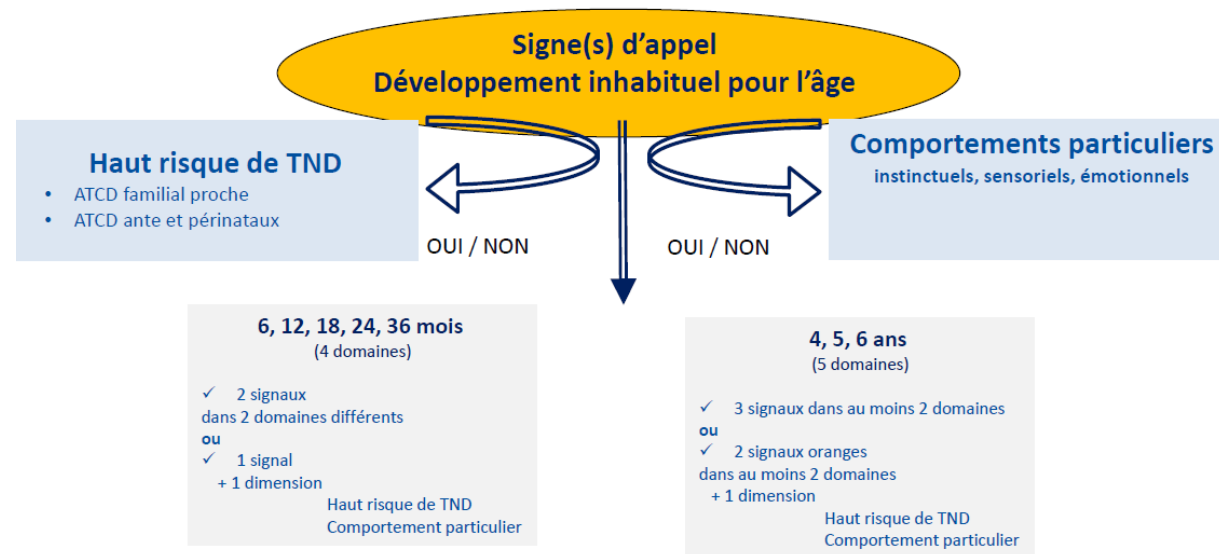 Signe(s) d'appel
Développement inhabituel pour l'âge
Haut risque de TND
• ATCD familial proche
• ATCD ante et périnataux
Comportements particuliers
instinctuels, sensoriels, émotionnels
OUI / NON
OUI / NON
6, 12, 18, 24, 36 mois
(4 domaines)
✓ 2 signaux
dans 2 domaines différents
ou
✓ 1 signal
+ 1 dimension
Haut risque de TND
Comportement particulier
4, 5, 6 ans
(5 domaines)
✓ 3 signaux dans au moins 2 domaines
ou
✓ 2 signaux oranges
dans au moins 2 domaines
+ 1 dimension
Haut risque de TND
Comportement particulier